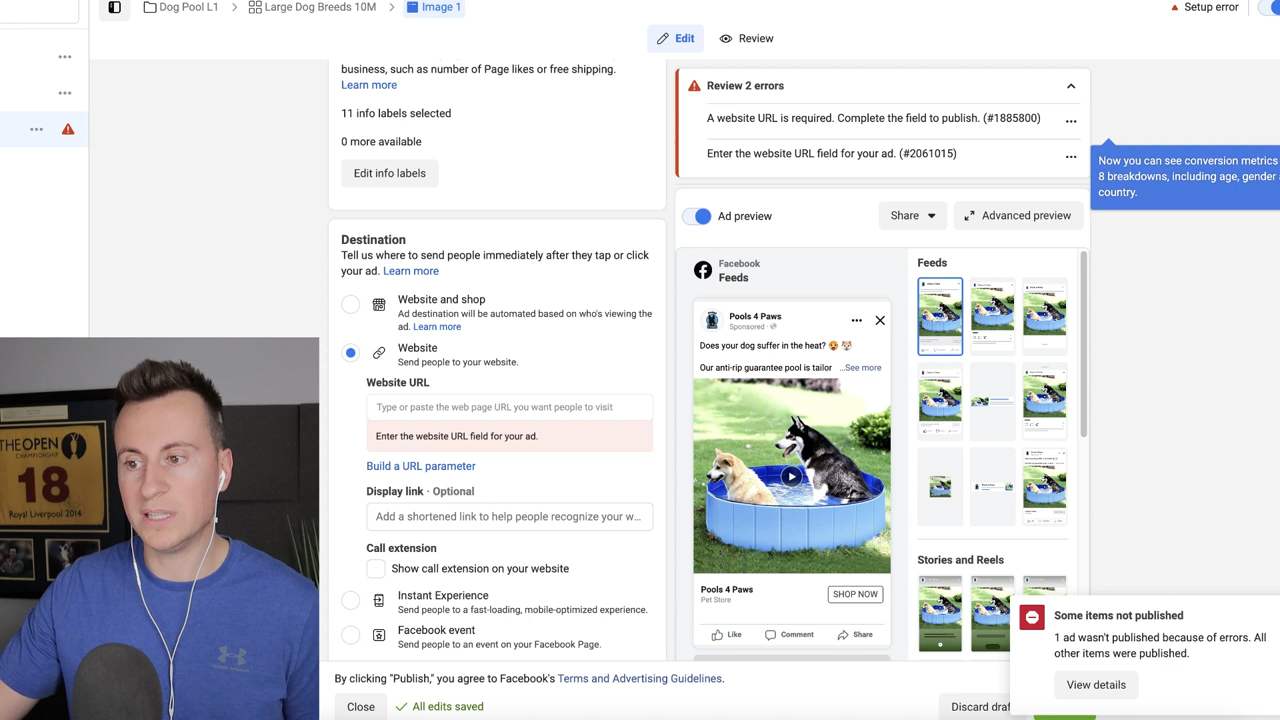 Dog Pool L1
Large Dog Breeds 10M
Image 1
Setup error
Edit
Review
business, such as number of Page likes or free shipping.
Learn more
11 info labels selected
0 more available
Edit info labels
Destination
Tell us where to send people immediately after they tap or click
your ad. Learn more
Website and shop
Ad destination will be automated based on who's viewing the
ad. Learn more
Website
Send people to your website.
Website URL
Type or paste the web page URL you want people to visit
Enter the website URL field for your ad.
Build a URL parameter
Display link · Optional
Add a shortened link to help people recognize your w...
Call extension
Show call extension on your website
Instant Experience
Send people to a fast-loading, mobile-optimized experience.
Facebook event
Send people to an event on your Facebook Page.
By clicking "Publish," you agree to Facebook's Terms and Advertising Guidelines.
Close
All edits saved
Discard draf
Review 2 errors
A website URL is required. Complete the field to publish. (#1885800)
Enter the website URL field for your ad. (#2061015)
Now you can see conversion metrics
8 breakdowns, including age, gender a
country.
Ad preview
Share
Advanced preview
Facebook
Feeds
Pools 4 Paws
Sponsored ·
Does your dog suffer in the heat?
Our anti-rip guarantee pool is tailor ...See more
Pools 4 Paws
Pet Store
SHOP NOW
Like
Comment
Share
Feeds
Stories and Reels
Some items not published
1 ad wasn't published because of errors. All
other items were published.
View details
THE OPEN
CHAMPIONSHIP
18
Royal Liverpool 2014